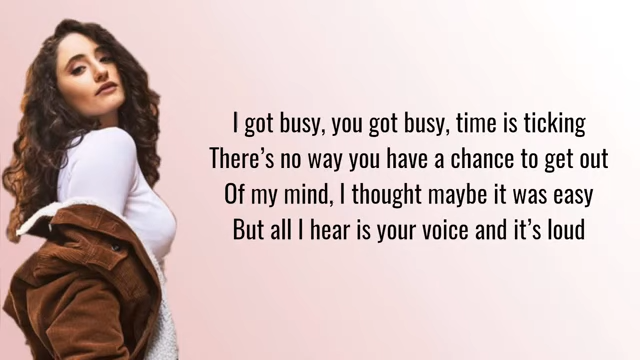 I got busy, you got busy, time is ticking
There's no way you have a chance to get out
Of my mind, I thought maybe it was easy
But all I hear is your voice and it's loud